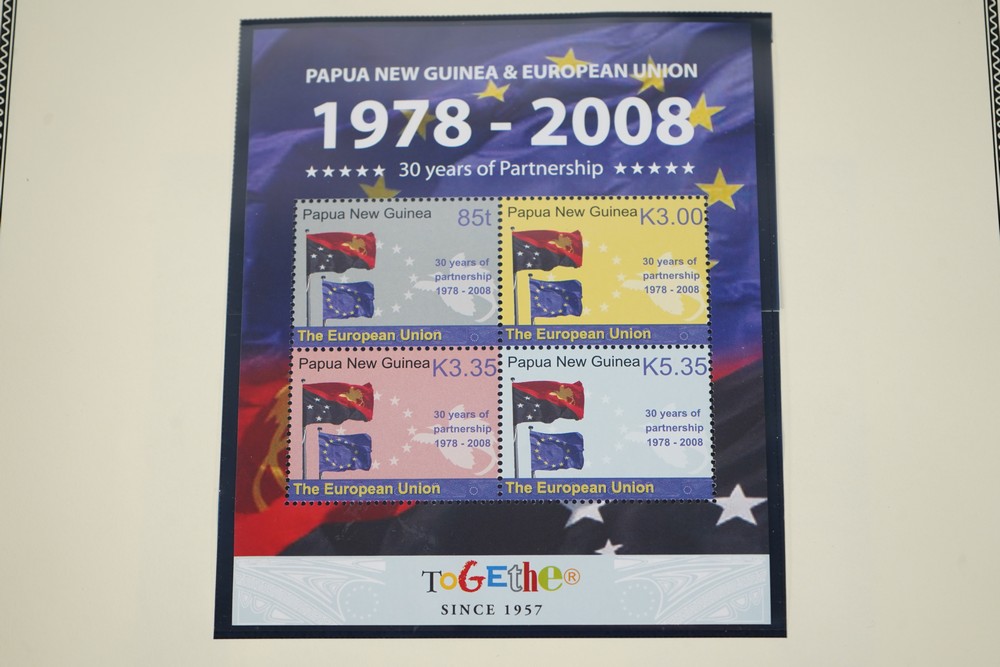 PAPUA NEW GUINEA & EUROPEAN UNION
1978 - 2008
★★★★★ 30 years of Partnership ★★★★★
Papua New Guinea 85t
30 years of
partnership
1978 - 2008
The European Union
Papua New Guinea K3.00
30 years of
partnership
1978 - 2008
The European Union
Papua New Guinea K3.35
30 years of
partnership
1978 - 2008
The European Union
Papua New Guinea K5.35
30 years of
partnership
1978 - 2008
The European Union
ToGEtheⓇ
SINCE 1957